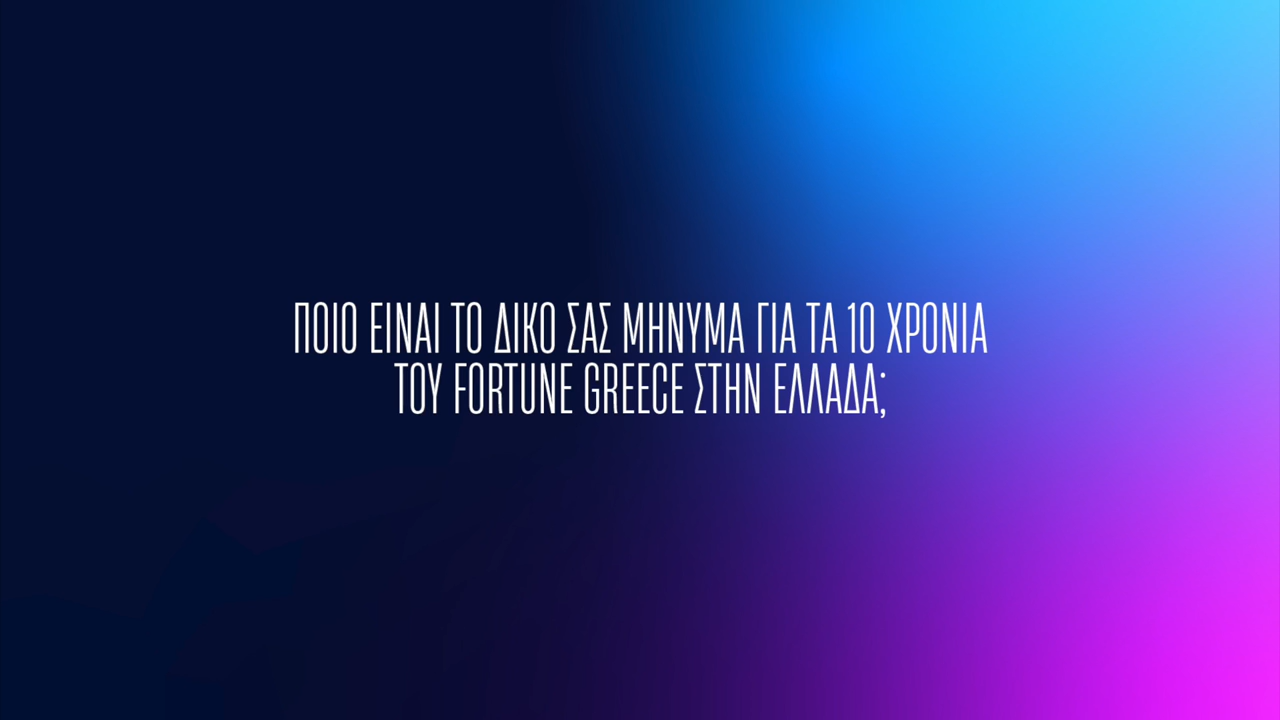 ΠΟΙΟ ΕΙΝΑΙ ΤΟ ΔΙΚΟ ΣΑΣ ΜΗΝΥΜΑ ΓΙΑ ΤΑ 10 ΧΡΟΝΙΑ
ΤΟΥ FORTUNE GREECE ΣΤΗΝ ΕΛΛΑΔΑ;